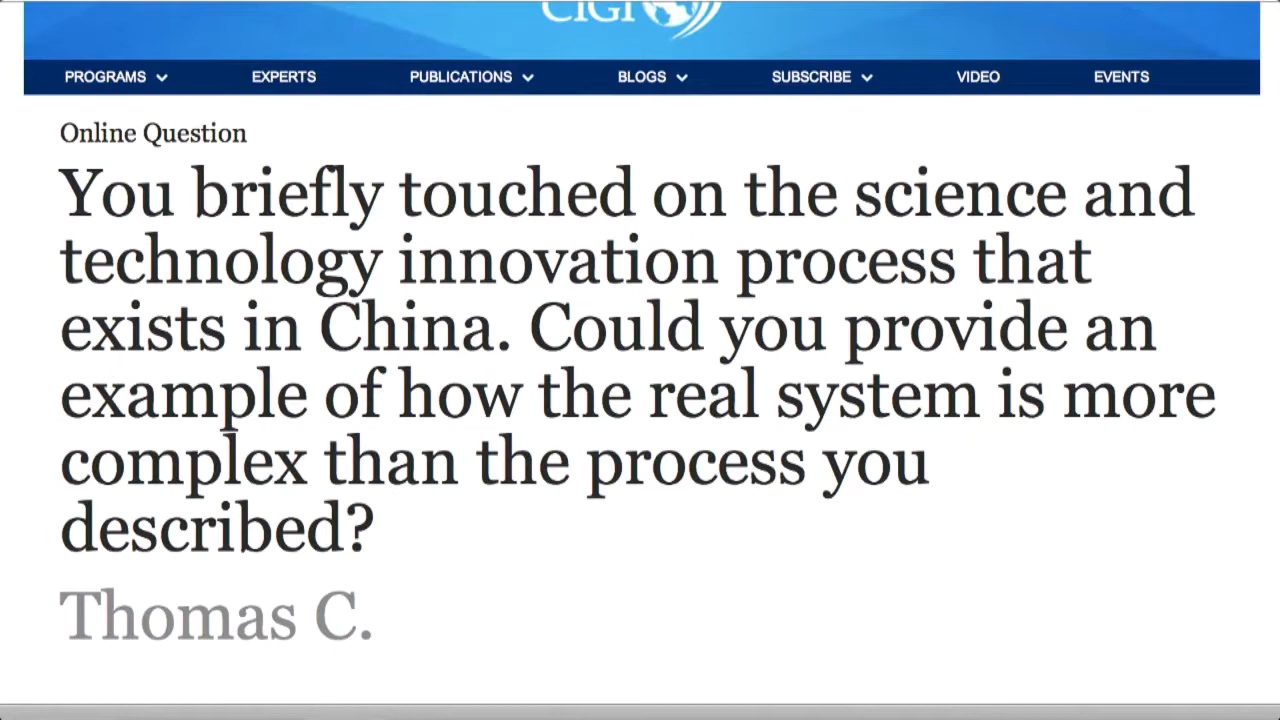 CIGI
PROGRAMS EXPERTS PUBLICATIONS BLOGS SUBSCRIBE VIDEO EVENTS
Online Question
You briefly touched on the science and
technology innovation process that
exists in China. Could you provide an
example of how the real system is more
complex than the process you
described?
Thomas C.